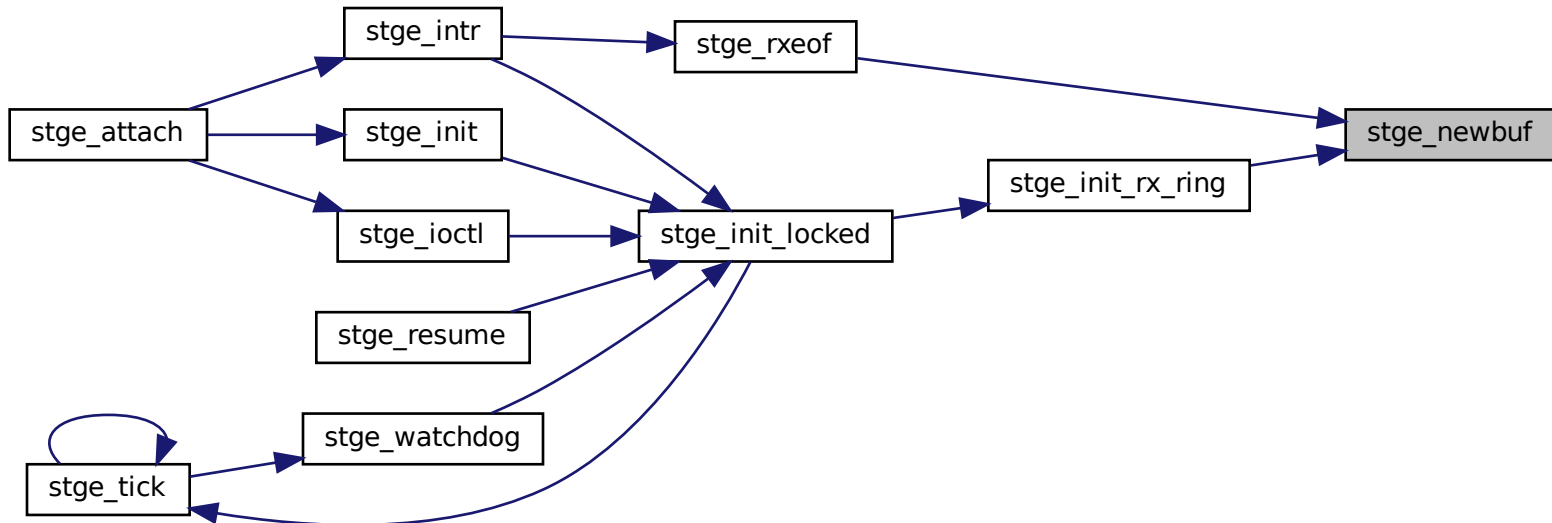 stge_intr
stge_rxeof
stge_attach
stge_init
stge_newbuf
stge_init_rx_ring
stge_ioctl
stge_init_locked
stge_resume
stge_watchdog
stge_tick